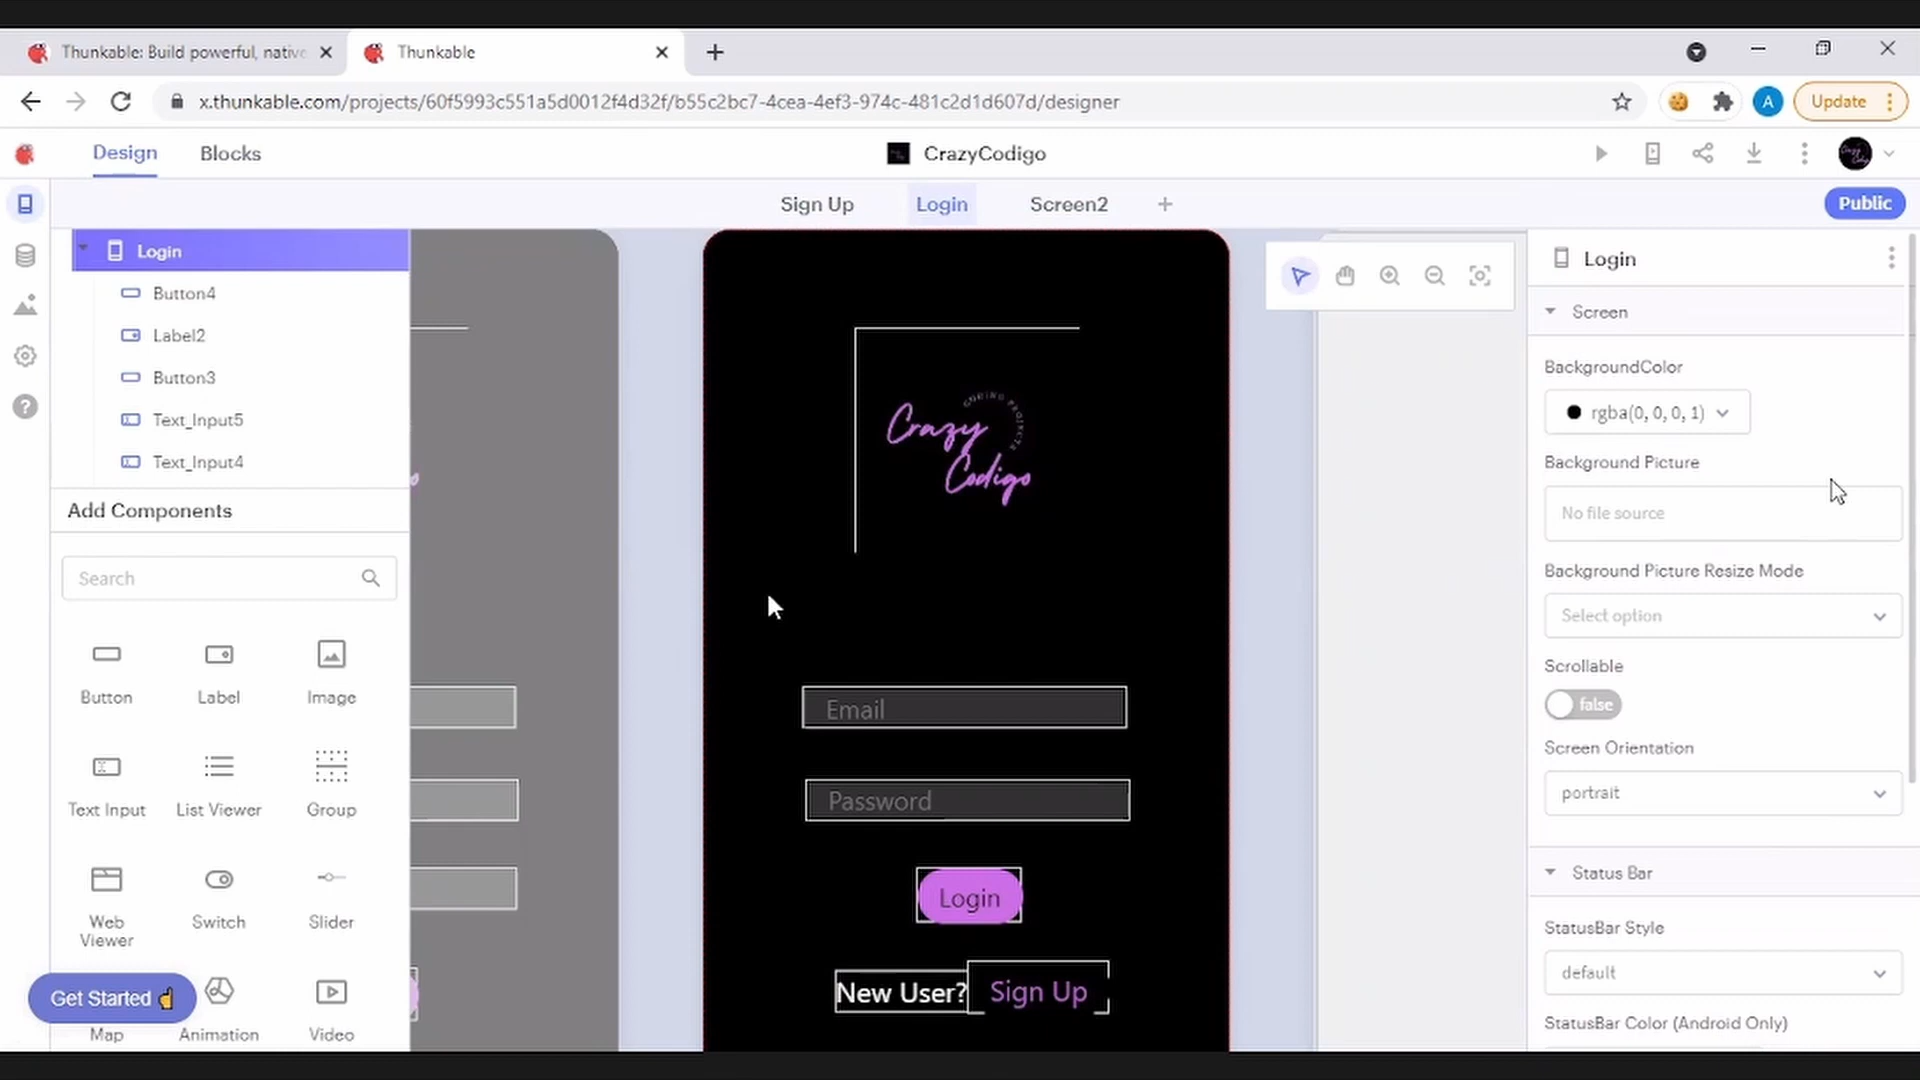 Thunkable: Build powerful, native
Thunkable
x.thunkable.com/projects/60f5993c551a5d0012f4d32f/b55c2bc7-4cea-4ef3-974c-481c2d1d607d/designer
A
Update
Design
Blocks
CrazyCodigo
Sign Up
Login
Screen2
Public
Login
Button4
Label2
Button3
Text_Input5
Text_Input4
Add Components
Search
Button
Label
Image
Text Input
List Viewer
Group
Web
Viewer
Switch
Slider
Get Started
Map
Animation
Video
CODING PROJECTS
Crazy
Codigo
Email
Password
Login
New User?
Sign Up
Login
Screen
BackgroundColor
rgba(0, 0, 0, 1)
Background Picture
No file source
Background Picture Resize Mode
Select option
Scrollable
false
Screen Orientation
portrait
Status Bar
StatusBar Style
default
StatusBar Color (Android Only)